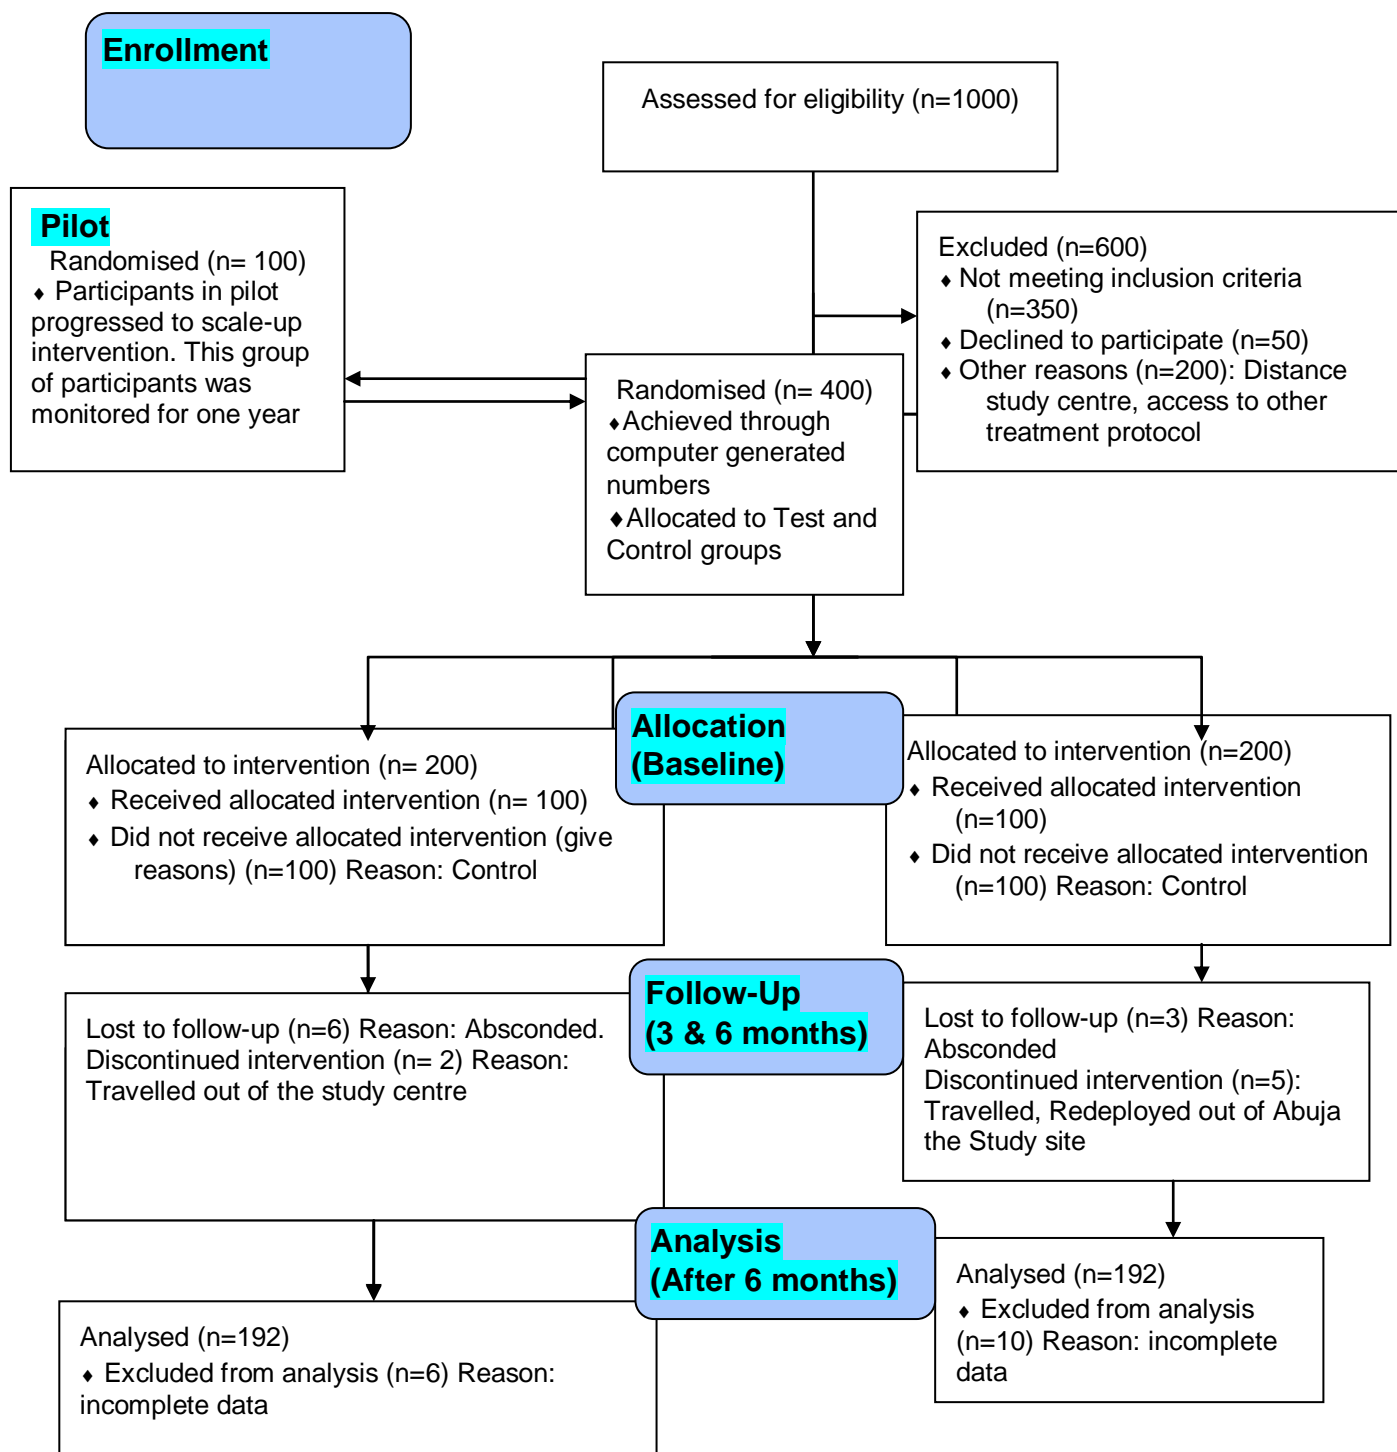 Enrollment
Assessed for eligibility (n=1000)
Pilot
Randomised (n= 100)
♦ Participants in pilot
progressed to scale-up
intervention. This group
of participants was
monitored for one year
Excluded (n=600)
♦ Not meeting inclusion criteria
(n=350)
♦ Declined to participate (n=50)
♦ Other reasons (n=200): Distance
study centre, access to other
treatment protocol
Randomised (n= 400)
♦Achieved through
computer generated
numbers
♦Allocated to Test and
Control groups
Allocation
(Baseline)
Allocated to intervention (n= 200)
♦ Received allocated intervention (n= 100)
♦ Did not receive allocated intervention (give
reasons) (n=100) Reason: Control
Allocated to intervention (n=200)
♦ Received allocated intervention
(n=100)
♦ Did not receive allocated intervention
(n=100) Reason: Control
Follow-Up
(3 & 6 months)
Lost to follow-up (n=6) Reason: Absconded.
Discontinued intervention (n= 2) Reason:
Travelled out of the study centre
Lost to follow-up (n=3) Reason:
Absconded
Discontinued intervention (n=5):
Travelled, Redeployed out of Abuja
the Study site
Analysis
(After 6 months)
Analysed (n=192)
♦ Excluded from analysis (n=6) Reason:
incomplete data
Analysed (n=192)
♦ Excluded from analysis
(n=10) Reason: incomplete
data